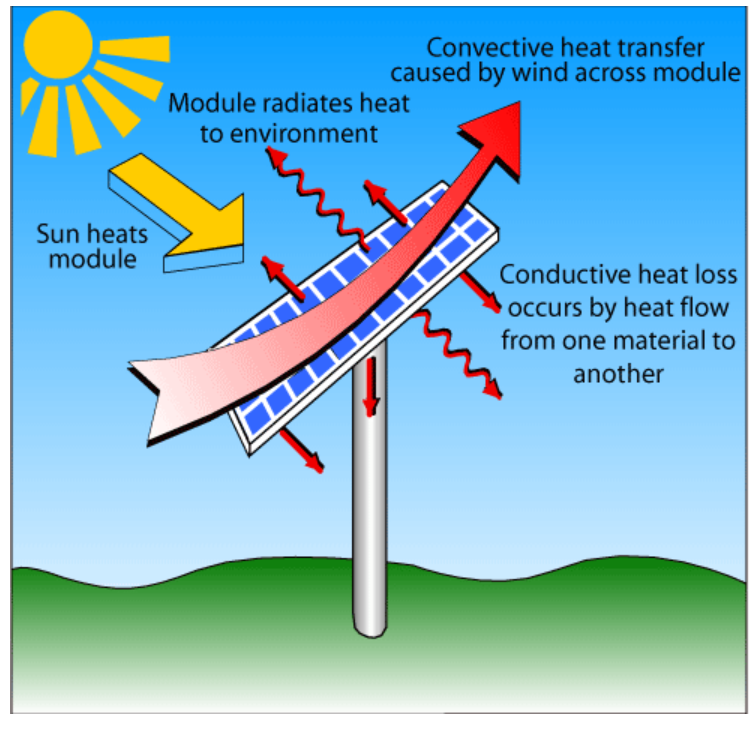 Convective heat transfer
caused by wind across module
Module radiates heat
to environment
Sun heats
module
Conductive heat loss
occurs by heat flow
from one material to
another